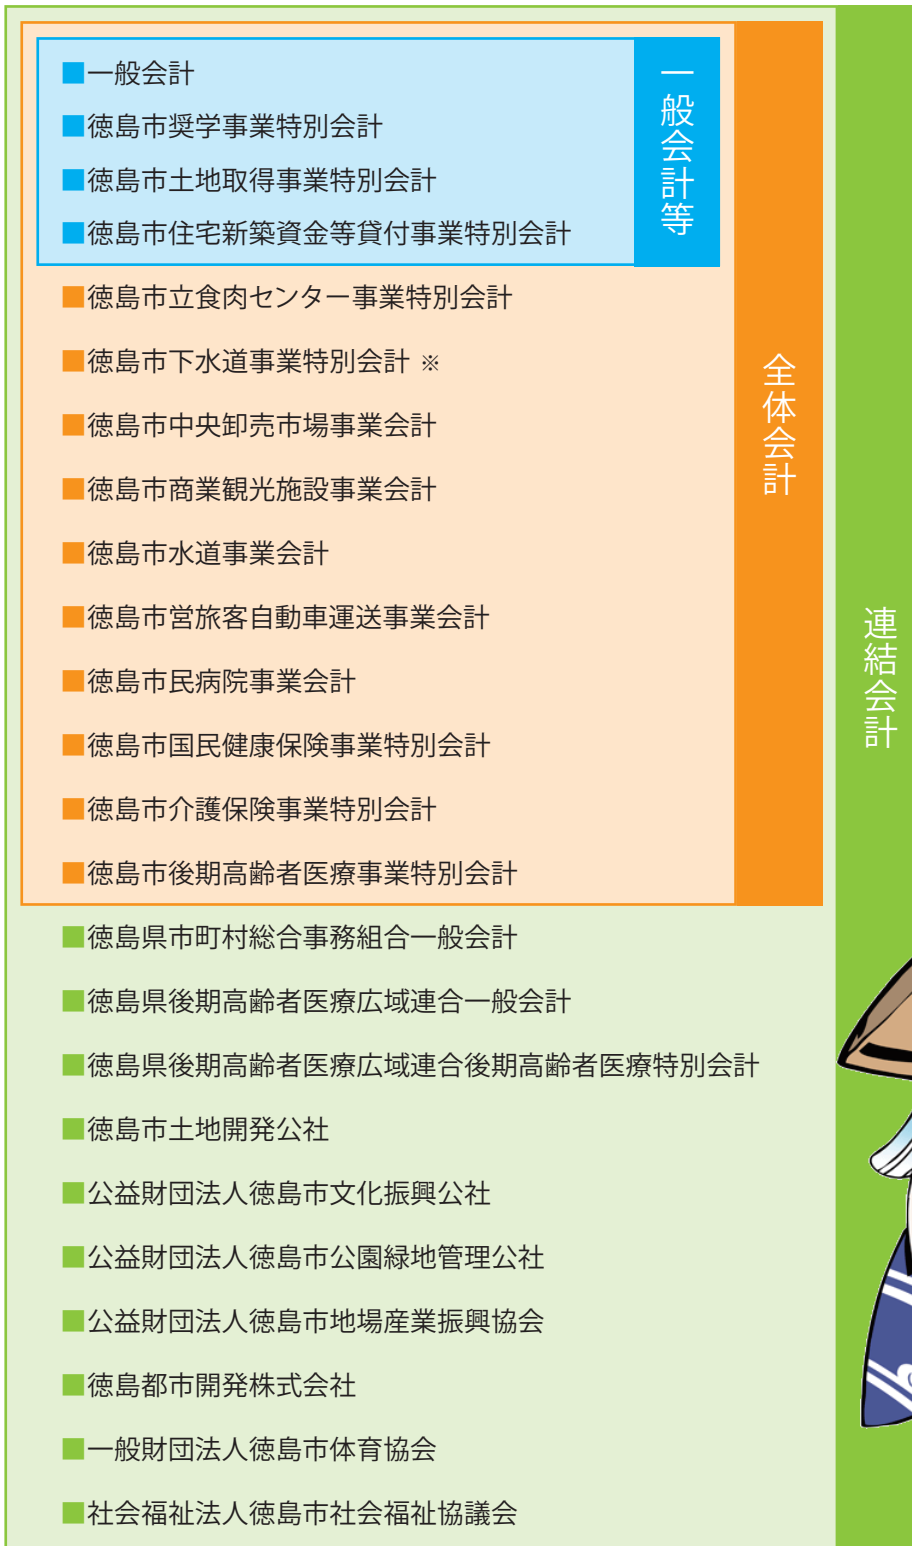 ■一般会計
■徳島市奨学事業特別会計
■徳島市土地取得事業特別会計
■徳島市住宅新築資金等貸付事業特別会計
一般会計等
■徳島市立食肉センター事業特別会計
■徳島市下水道事業特別会計 ※
■徳島市中央卸売市場事業会計
■徳島市商業観光施設事業会計
■徳島市水道事業会計
■徳島市営旅客自動車運送事業会計
■徳島市民病院事業会計
■徳島市国民健康保険事業特別会計
■徳島市介護保険事業特別会計
■徳島市後期高齢者医療事業特別会計
全体会計
■徳島県市町村総合事務組合一般会計
■徳島県後期高齢者医療広域連合一般会計
■徳島県後期高齢者医療広域連合後期高齢者医療特別会計
■徳島市土地開発公社
■公益財団法人徳島市文化振興公社
■公益財団法人徳島市公園緑地管理公社
■公益財団法人徳島市地場産業振興協会
■徳島都市開発株式会社
■一般財団法人徳島市体育協会
■社会福祉法人徳島市社会福祉協議会
連結会計